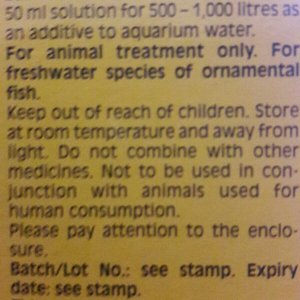 50 ml solution for 500 – 1,000 litres as
an additive to aquarium water.
For animal treatment only. For
freshwater species of ornamental
fish.
Keep out of reach of children. Store
at room temperature and away from
light. Do not combine with other
medicines. Not to be used in con-
junction with animals used for
human consumption.
Please pay attention to the enclo-
sure.
Batch/Lot No.: see stamp. Expiry
date: see stamp.